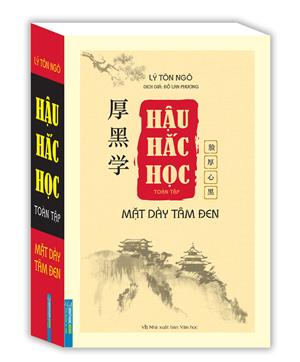 LÝ TÔN NGÔ
HẬU
HẮC
HỌC
TOÀN TẬP
MẶT DÀY
TÂM ĐEN
LÝ TÔN NGÔ
DỊCH GIẢ: ĐỖ LAN PHƯƠNG
厚黑学
HẬU
HẮC
HỌC
TOÀN TẬP
脸厚心黑
MẶT DÀY TÂM ĐEN
Nhà xuất bản Văn học